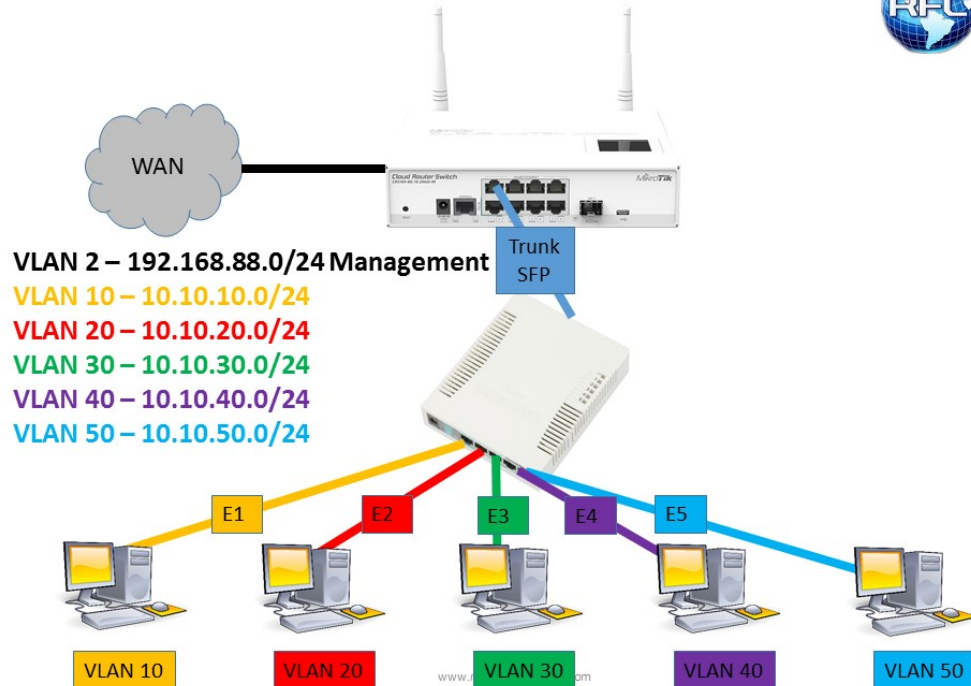 RFC
WAN
Cloud Router Switch
MikroTik
Trunk
SFP
VLAN 2 – 192.168.88.0/24 Management
VLAN 10 – 10.10.10.0/24
VLAN 20 – 10.10.20.0/24
VLAN 30 – 10.10.30.0/24
VLAN 40 – 10.10.40.0/24
VLAN 50 – 10.10.50.0/24
E1
E2
E3
E4
E5
VLAN 10
VLAN 20
VLAN 30
VLAN 40
VLAN 50